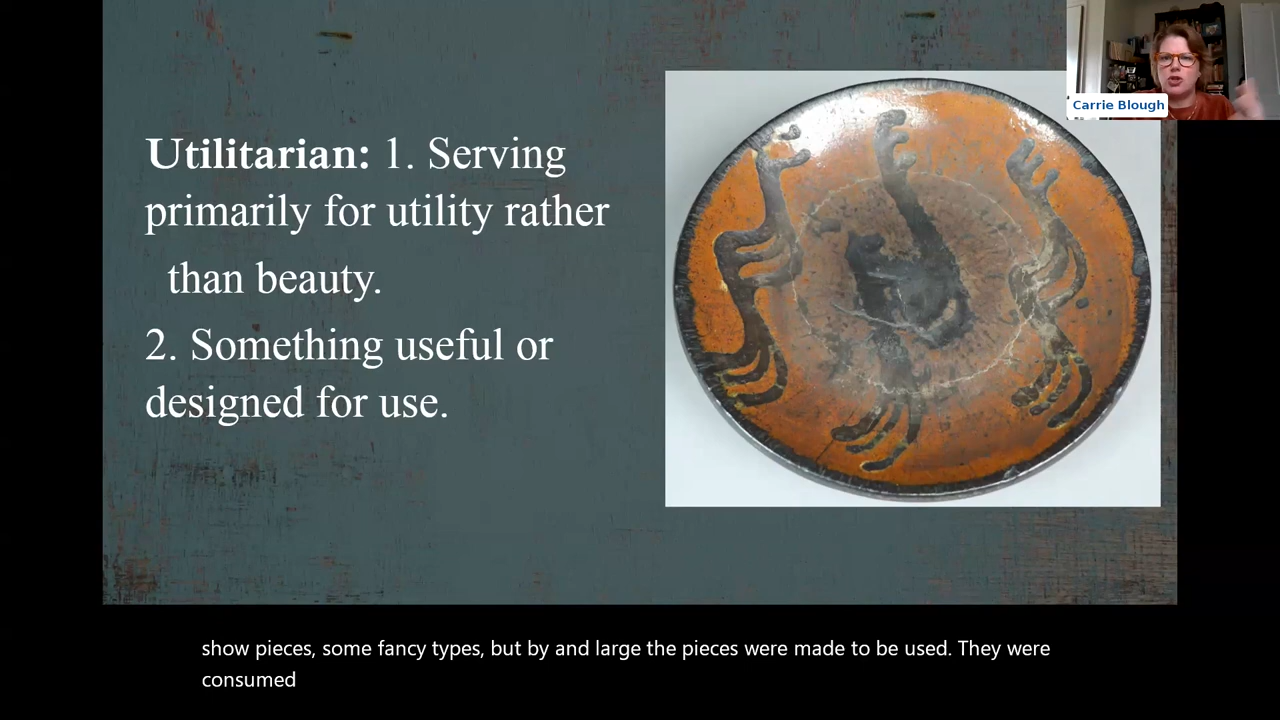 Carrie Blough
Utilitarian: 1. Serving
primarily for utility rather
than beauty.
2. Something useful or
designed for use.
show pieces, some fancy types, but by and large the pieces were made to be used. They were
consumed